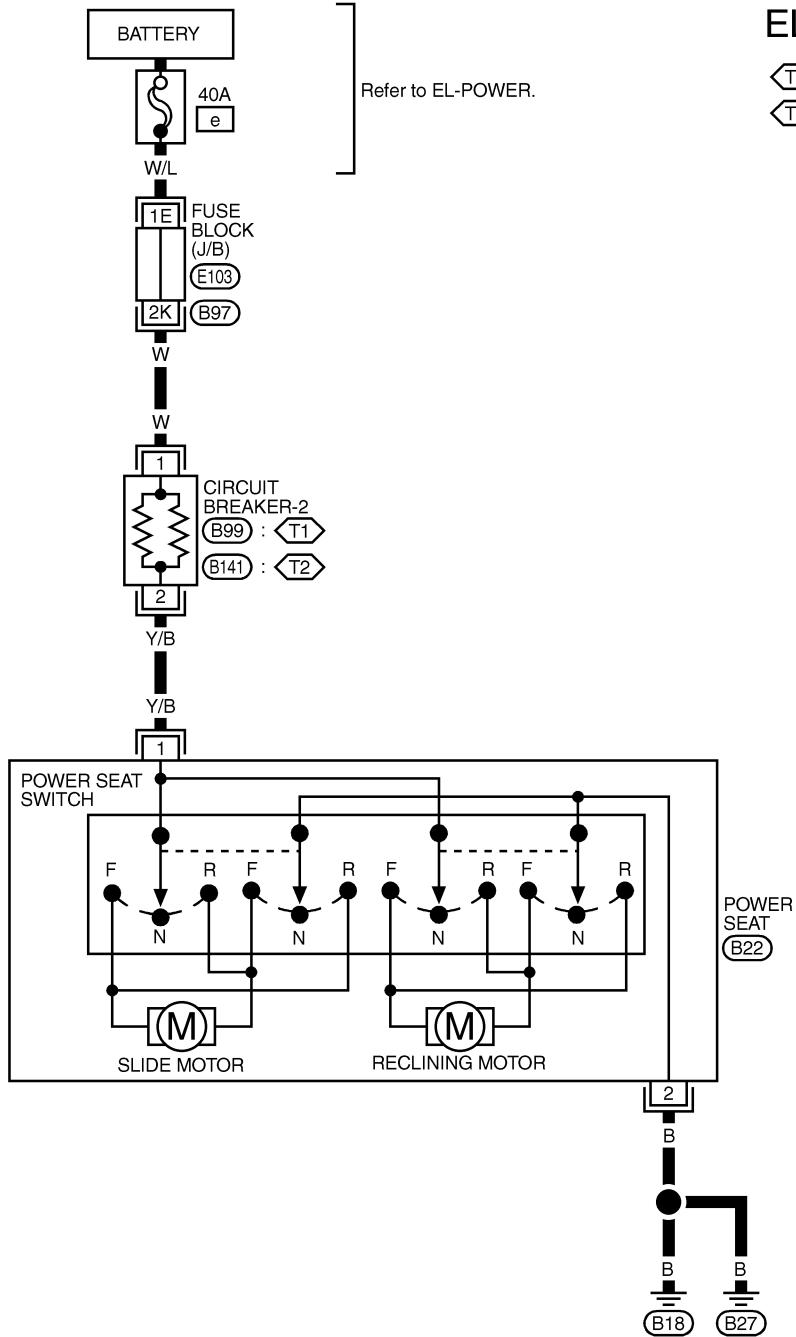 BATTERY
EL
T
T
40A
e
Refer to EL-POWER.
W/L
1E
FUSE
BLOCK
(J/B)
E103
2K
B97
W
W
1
CIRCUIT
BREAKER-2
B99 : T1
B141 : T2
2
Y/B
Y/B
1
POWER SEAT
SWITCH
F R F R F R F R
N N N N
POWER
SEAT
B22
M M
SLIDE MOTOR
RECLINING MOTOR
2
B
B B
B18 B27